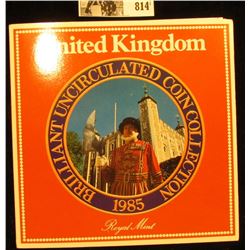 814
United Kingdom
BRILLIANT UNCIRCULATED COIN COLLECTION
1985
Royal Mint